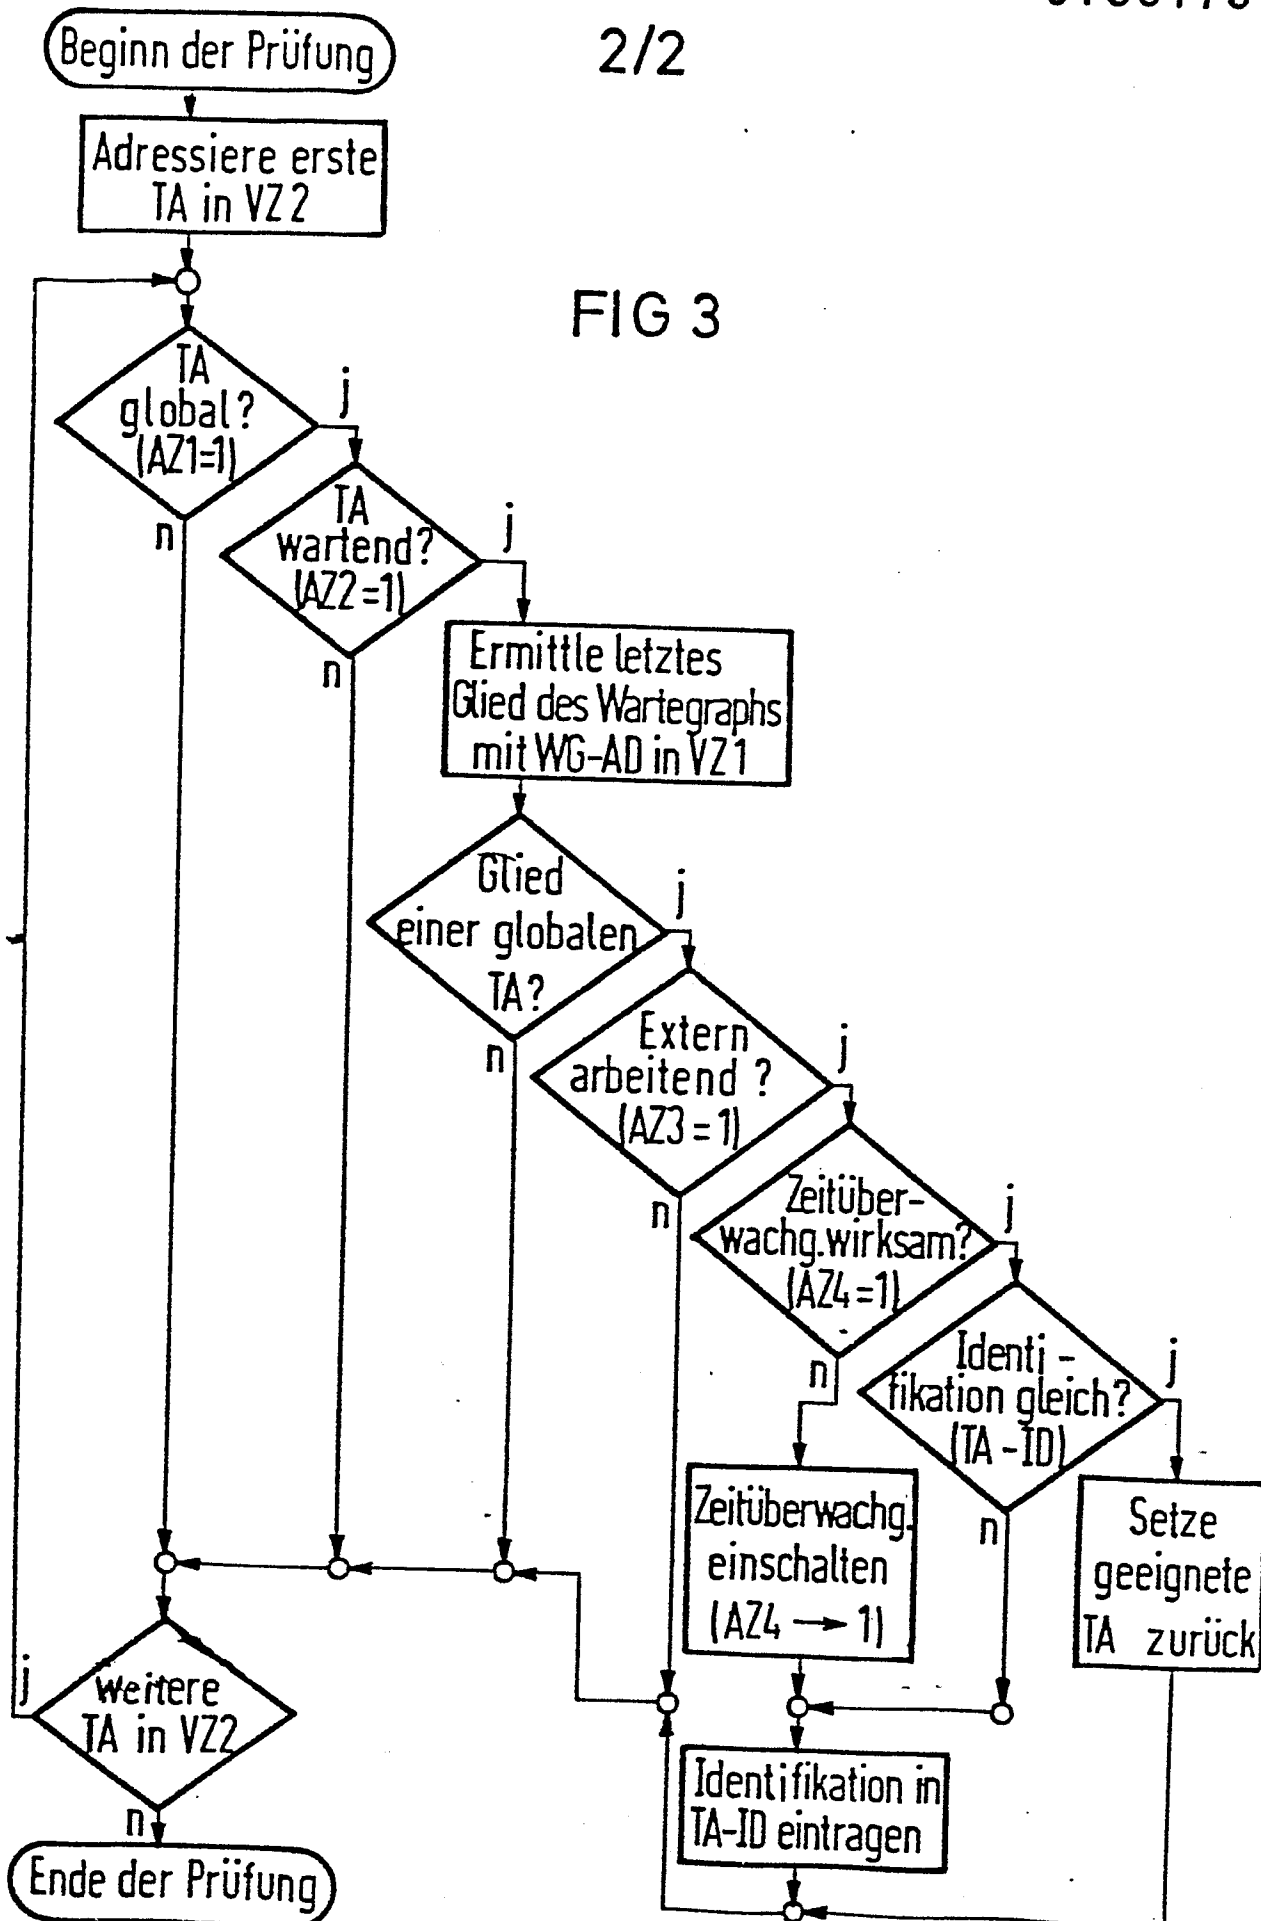 2/2
Beginn der Prüfung
Adressiere erste
TA in VZ 2
FIG 3
TA
global?
(AZ1=1)
j
n
TA
wartend?
(AZ2=1)
j
n
Ermittle letztes
Glied des Wartegraphs
mit WG-AD in VZ1
Glied
einer globalen
TA?
j
n
Extern
arbeitend ?
(AZ3=1)
j
n
Zeitüber-
wachg.wirksam?
(AZ4=1)
j
n
Identi-
fikation gleich?
(TA-ID)
j
n
Zeitüberwachg.
einschalten
(AZ4 → 1)
Setze
geeignete
TA zurück
Weitere
TA in VZ2
j
n
Identifikation in
TA-ID eintragen
Ende der Prüfung